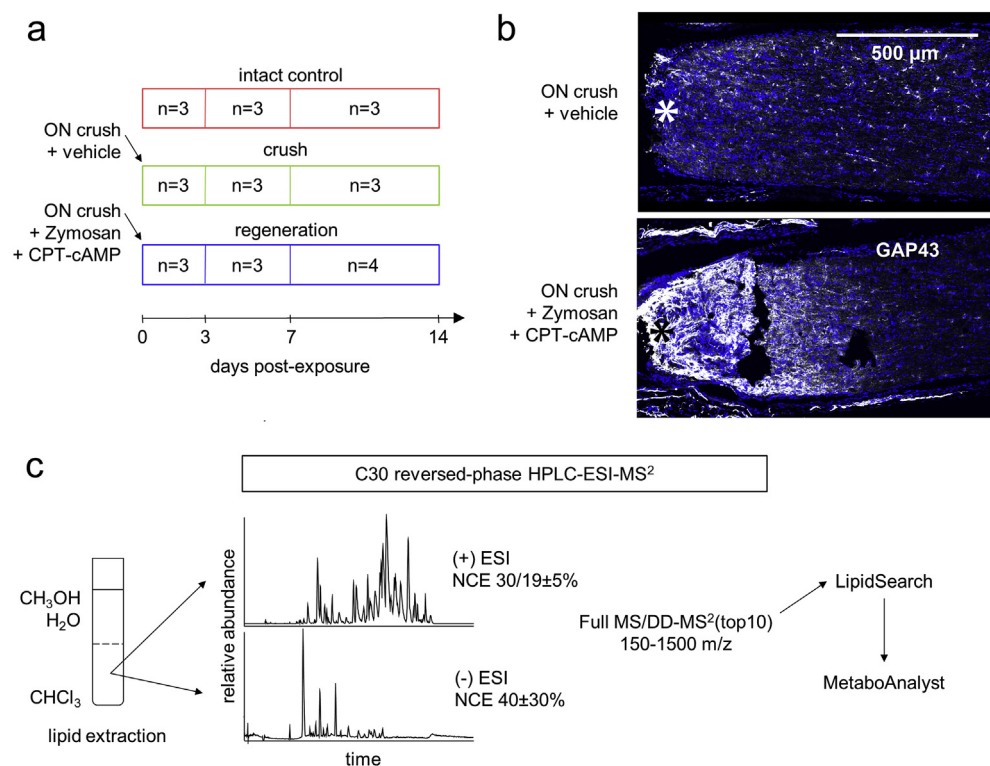 a
intact control
n=3 n=3 n=3
ON crush
+ vehicle
crush
n=3 n=3 n=3
ON crush
+ Zymosan
+ CPT-cAMP
regeneration
n=3 n=3 n=4
0 3 7 14
days post-exposure
b
500 µm
ON crush
+ vehicle
*
GAP43
ON crush
+ Zymosan
+ CPT-cAMP
*
c
C30 reversed-phase HPLC-ESI-MS²
CH₃OH
H₂O
CHCl₃
lipid extraction
relative abundance
(+) ESI
NCE 30/19±5%
(-) ESI
NCE 40±30%
time
Full MS/DD-MS²(top10)
150-1500 m/z
LipidSearch
MetaboAnalyst